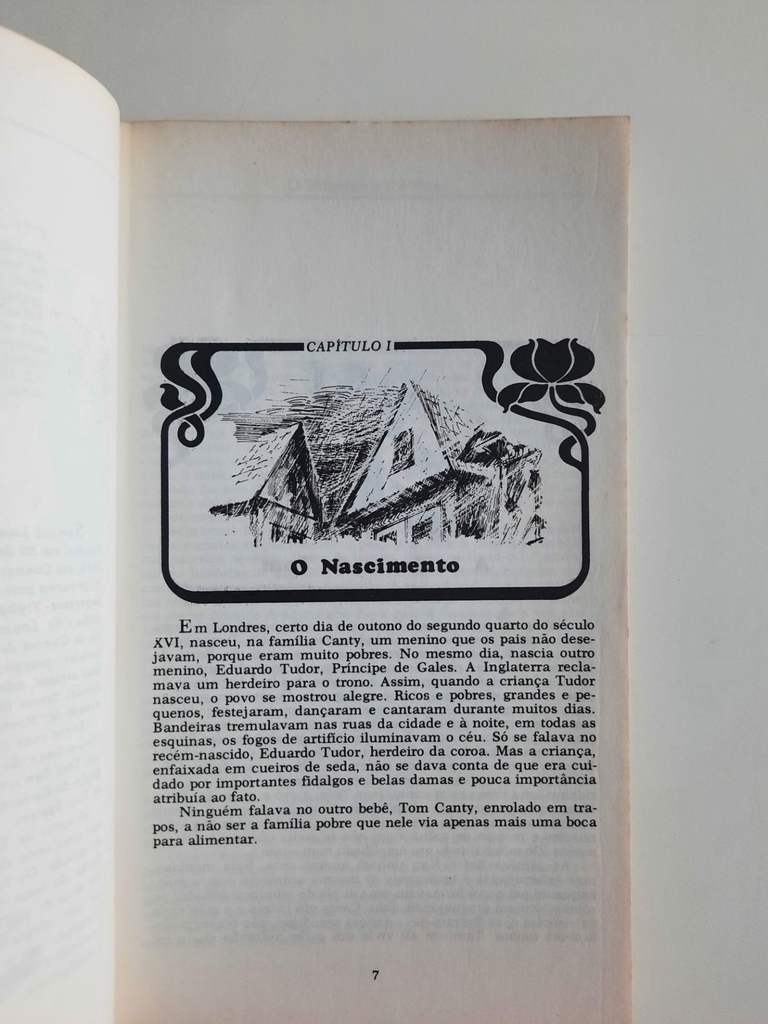 CAPÍTULO I
O Nascimento
Em Londres, certo dia de outono do segundo quarto do século
XVI, nasceu, na família Canty, um menino que os pais não dese-
javam, porque eram muito pobres. No mesmo dia, nascia outro
menino, Eduardo Tudor, Príncipe de Gales. A Inglaterra recla-
mava um herdeiro para o trono. Assim, quando a criança Tudor
nasceu, o povo se mostrou alegre. Ricos e pobres, grandes e pe-
quenos, festejaram, dançaram e cantaram durante muitos dias.
Bandeiras tremulavam nas ruas da cidade e à noite, em todas as
esquinas, os fogos de artifício iluminavam o céu. Só se falava no
recém-nascido, Eduardo Tudor, herdeiro da coroa. Mas a criança,
enfaixada em cueiros de seda, não se dava conta de que era cui-
dado por importantes fidalgos e belas damas e pouca importância
atribuía ao fato.
Ninguém falava no outro bebê, Tom Canty, enrolado em tra-
pos, a não ser a família pobre que nele via apenas mais uma boca
para alimentar.
7